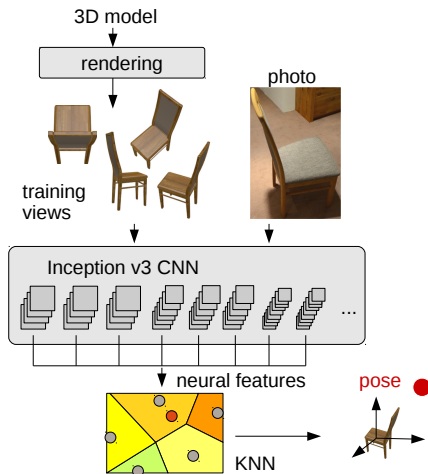 3D model
rendering
photo
training
views
Inception v3 CNN
...
neural features
pose
KNN